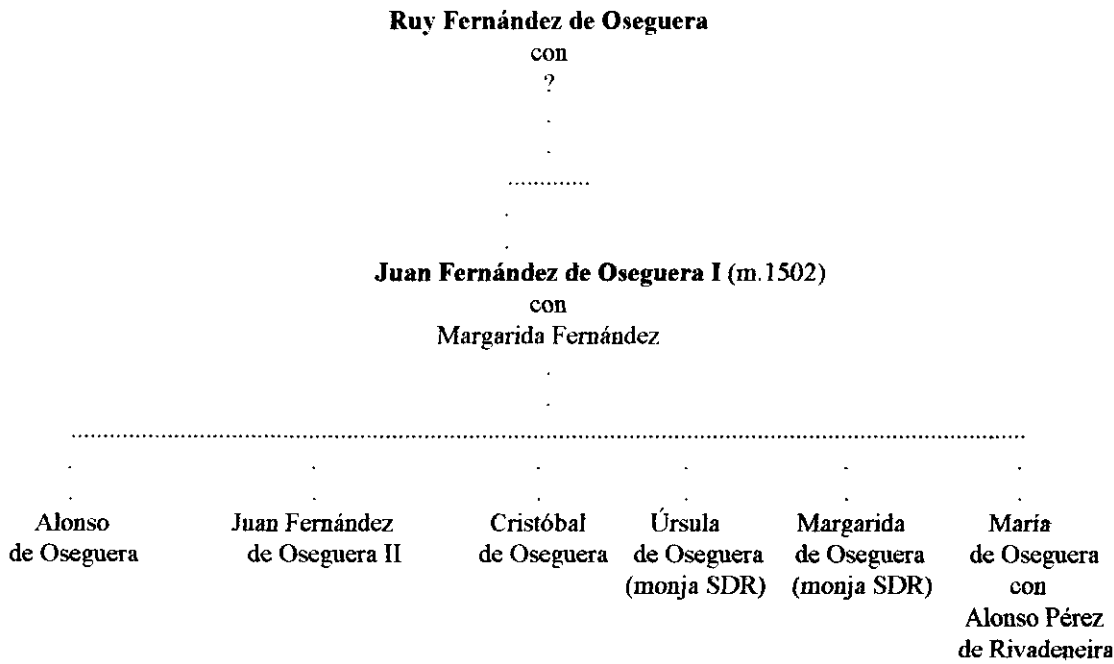 Ruy Fernández de Oseguera
con
?
Juan Fernández de Oseguera I (m.1502)
con
Margarida Fernández
Alonso
de Oseguera
Juan Fernández
de Oseguera II
Cristóbal
de Oseguera
Úrsula
de Oseguera
(monja SDR)
Margarida
de Oseguera
(monja SDR)
María
de Oseguera
con
Alonso Pérez
de Rivadeneira